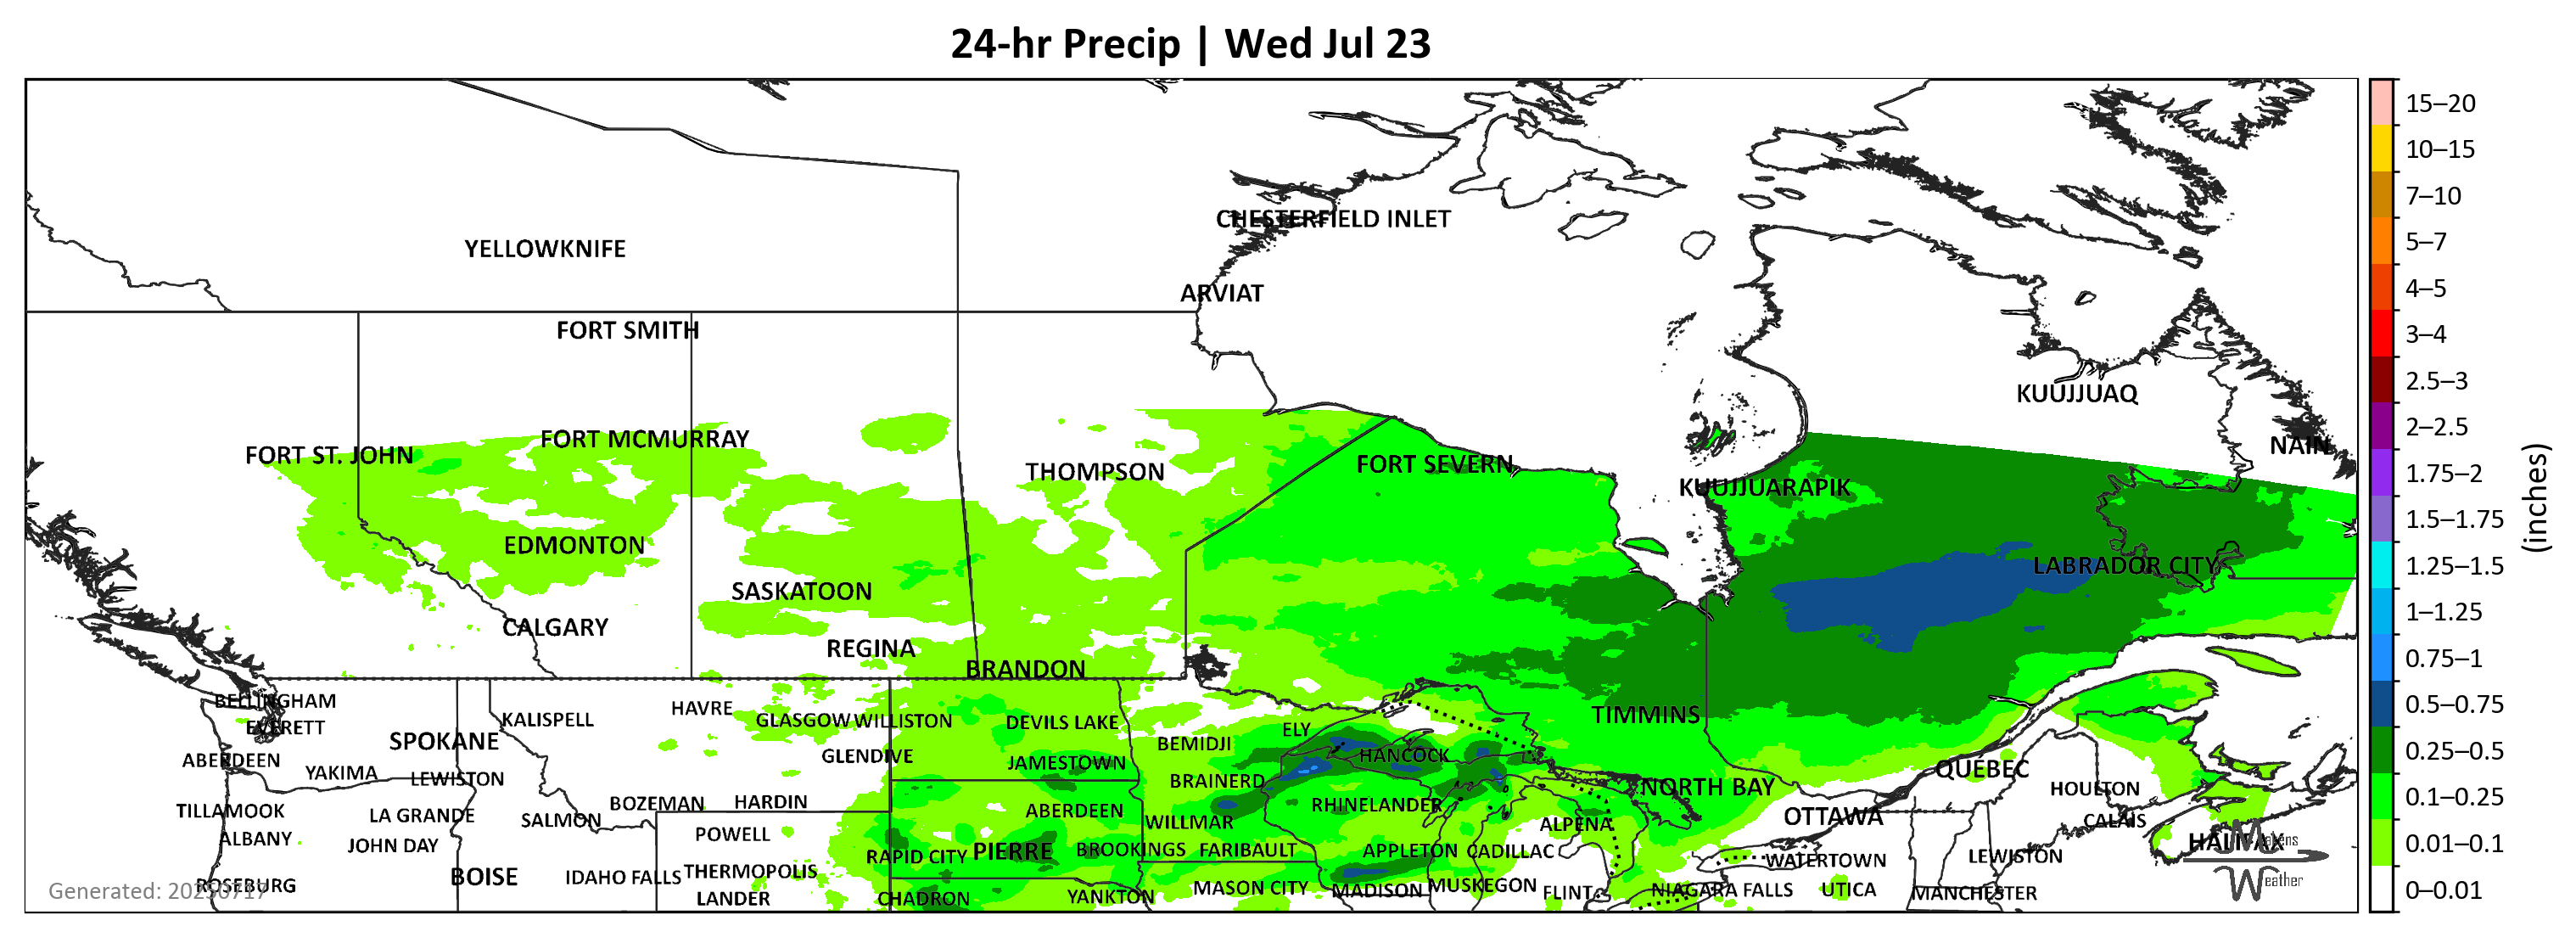 24-hr Precip | Wed Jul 23
CHESTERFIELD INLET
YELLOWKNIFE
ARVIAT
FORT SMITH
KUUJJUAQ
FORT MCMURRAY
NAIN
FORT ST. JOHN
FORT SEVERN
THOMPSON
KUUJJUARAPIK
EDMONTON
LABRADOR CITY
SASKATOON
CALGARY
REGINA
BRANDON
BELLINGHAM
HAVRE
TIMMINS
KALISPELL
GLASGOW WILLISTON
DEVILS LAKE
EVERETT
ELY
SPOKANE
BEMIDJI
GLENDIVE
HANCOCK
ABERDEEN
JAMESTOWN
QUÉBEC
YAKIMA
LEWISTON
BRAINERD
NORTH BAY
HOULTON
BOZEMAN
HARDIN
RHINELANDER
TILLAMOOK
LA GRANDE
SALMON
ABERDEEN
WILLMAR
ALPENA
OTTAWA
CALAIS
ALBANY
JOHN DAY
POWELL
HALIFAX
RAPID CITY
PIERRE
BROOKINGS
FARIBAULT
APPLETON
CADILLAC
LEWISTON
WATERTOWN
BOISE
IDAHO FALLS
THERMOPOLIS
ROSEBURG
MASON CITY
MADISON
MUSKEGON
FLINT
NIAGARA FALLS
UTICA
MANCHESTER
LANDER
CHADRON
YANKTON
Generated: 20250717
Weather
15–20
10–15
7–10
5–7
4–5
3–4
2.5–3
2–2.5
1.75–2
1.5–1.75
1.25–1.5
1–1.25
0.75–1
0.5–0.75
0.25–0.5
0.1–0.25
0.01–0.1
0–0.01
(inches)